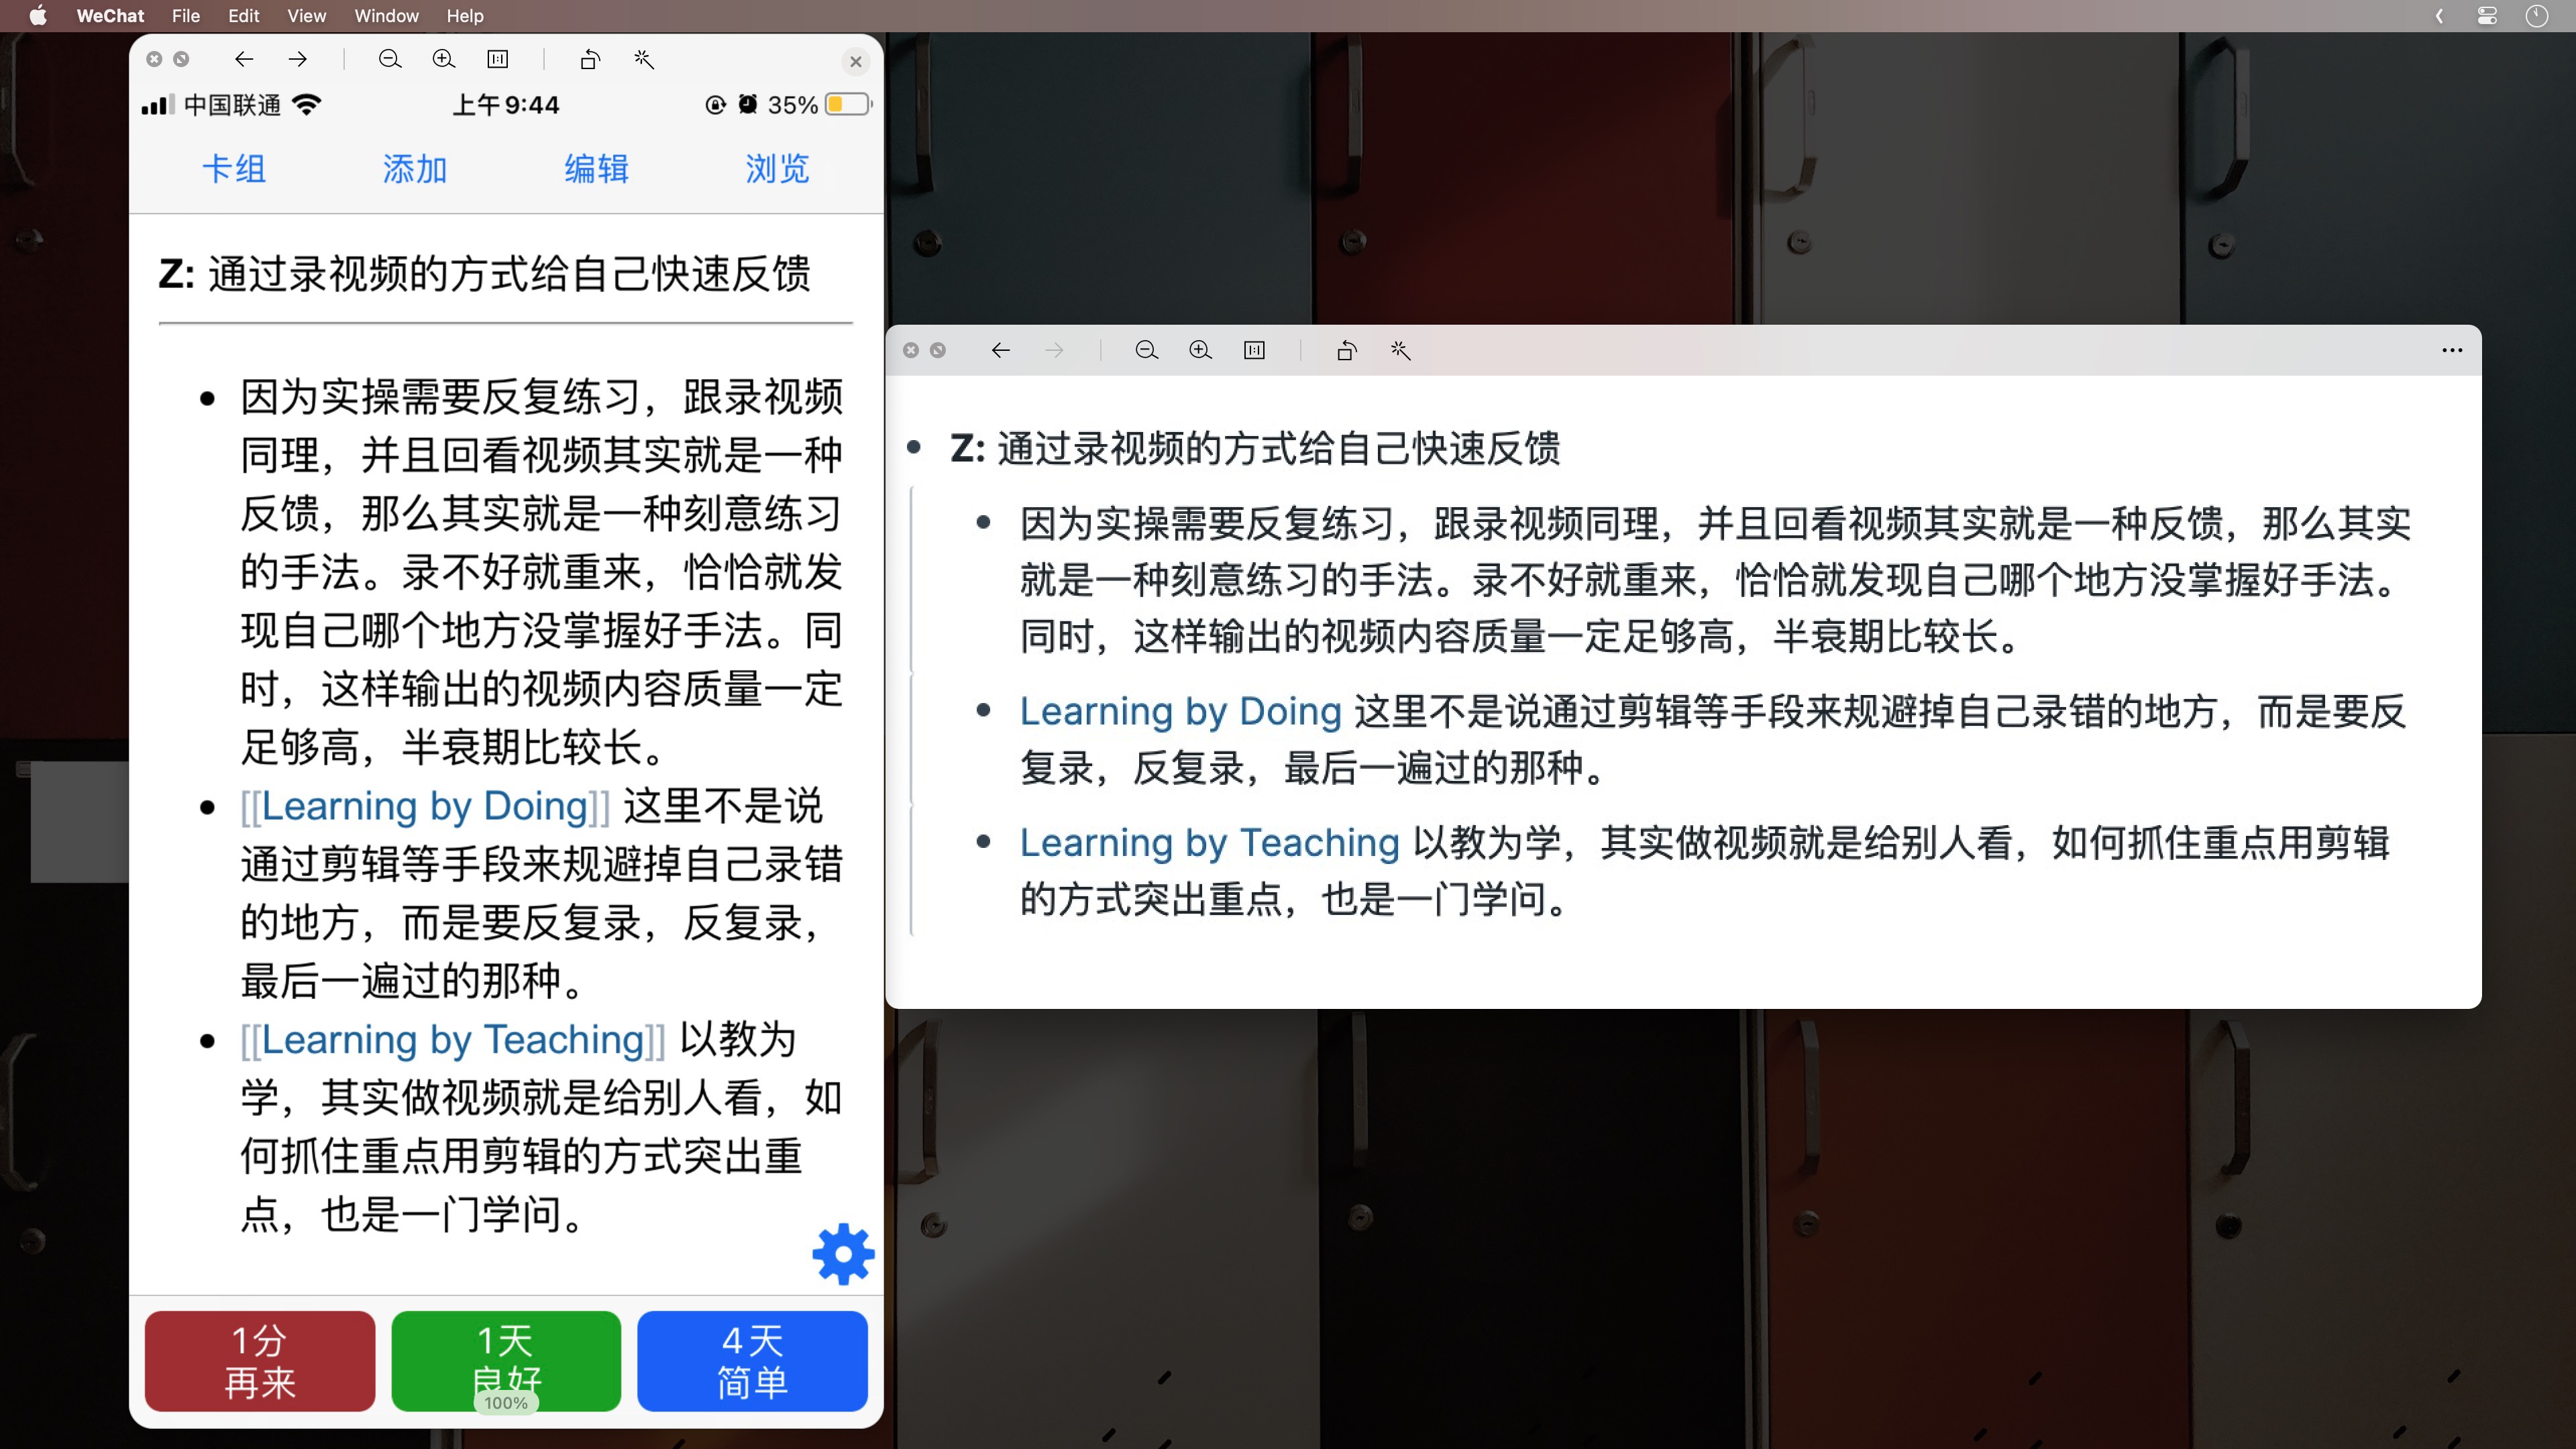 WeChat File Edit View Window Help
中国联通 上午9:44 35%
卡组 添加 编辑 浏览
Z: 通过录视频的方式给自己快速反馈
因为实操需要反复练习，跟录视频
同理，并且回看视频其实就是一种
反馈，那么其实就是一种刻意练习
的手法。录不好就重来，恰恰就发
现自己哪个地方没掌握好手法。同
时，这样输出的视频内容质量一定
足够高，半衰期比较长。
[[Learning by Doing]] 这里不是说
通过剪辑等手段来规避掉自己录错
的地方，而是要反复录，反复录，
最后一遍过的那种。
[[Learning by Teaching]] 以教为
学，其实做视频就是给别人看，如
何抓住重点用剪辑的方式突出重
点，也是一门学问。
1分 1天 4天
再来 良好 简单
100%
Z: 通过录视频的方式给自己快速反馈
因为实操需要反复练习，跟录视频同理，并且回看视频其实就是一种反馈，那么其实
就是一种刻意练习的手法。录不好就重来，恰恰就发现自己哪个地方没掌握好手法。
同时，这样输出的视频内容质量一定足够高，半衰期比较长。
Learning by Doing 这里不是说通过剪辑等手段来规避掉自己录错的地方，而是要反
复录，反复录，最后一遍过的那种。
Learning by Teaching 以教为学，其实做视频就是给别人看，如何抓住重点用剪辑
的方式突出重点，也是一门学问。